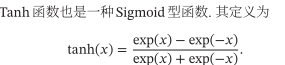 Tanh 函数也是一种 Sigmoid 型函数. 其定义为
tanh(x) = \frac{exp(x) − exp(−x)}{exp(x) + exp(−x)}.